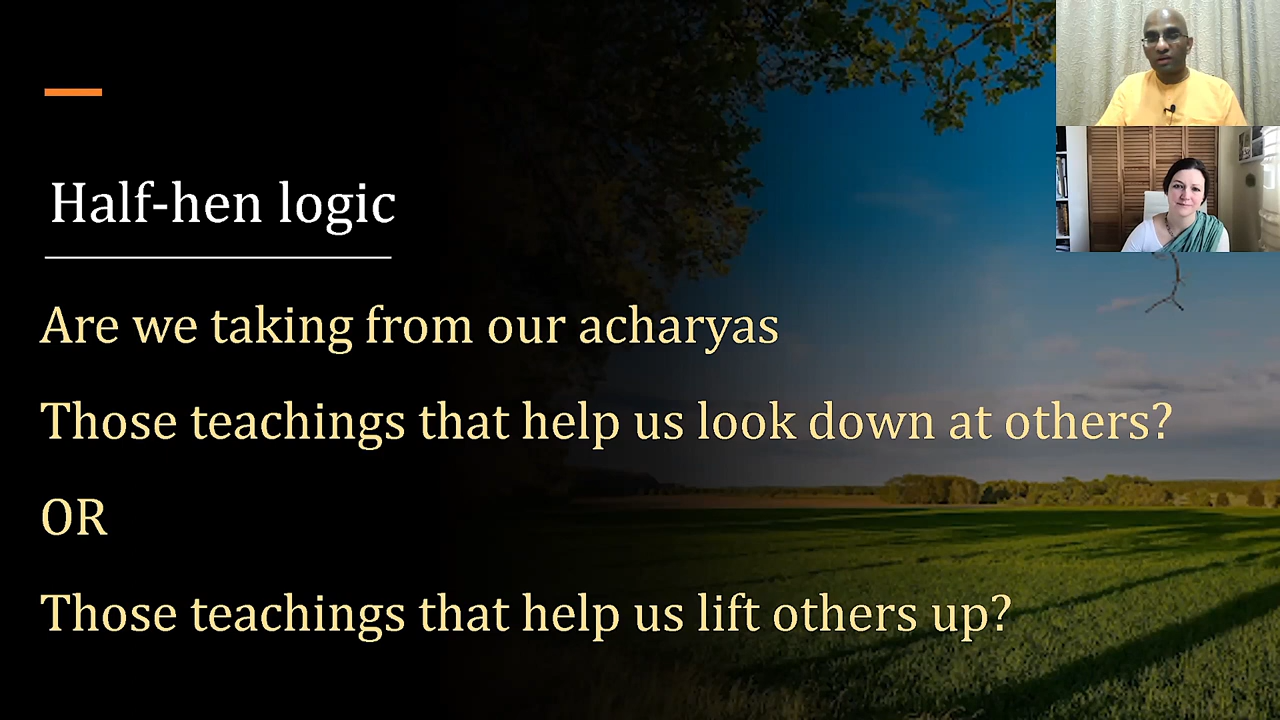 Half-hen logic
Are we taking from our acharyas
Those teachings that help us look down at others?
OR
Those teachings that help us lift others up?